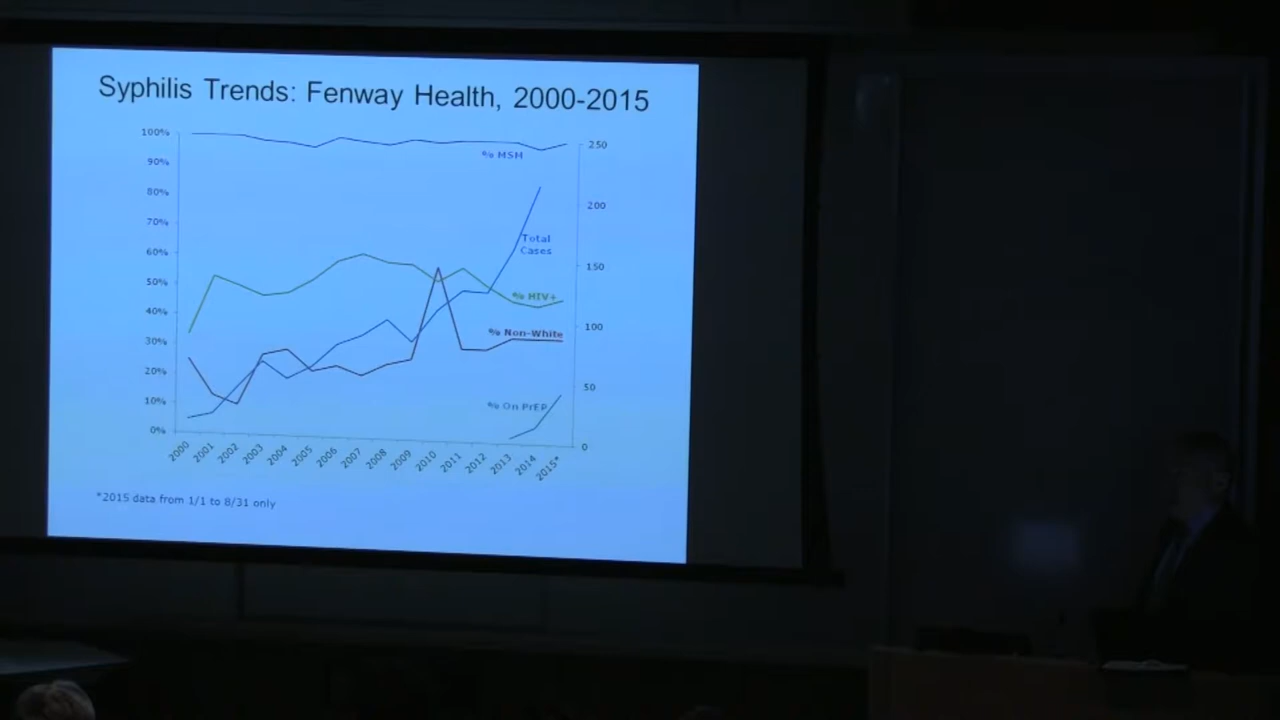 Syphilis Trends: Fenway Health, 2000-2015
100%
90%
80%
70%
60%
50%
40%
30%
20%
10%
0%
250
200
150
100
50
0
% MSM
Total
Cases
% HIV+
% Non-White
% On PrEP
2000 2001 2002 2003 2004 2005 2006 2007 2008 2009 2010 2011 2012 2013 2014 2015*
*2015 data from 1/1 to 8/31 only